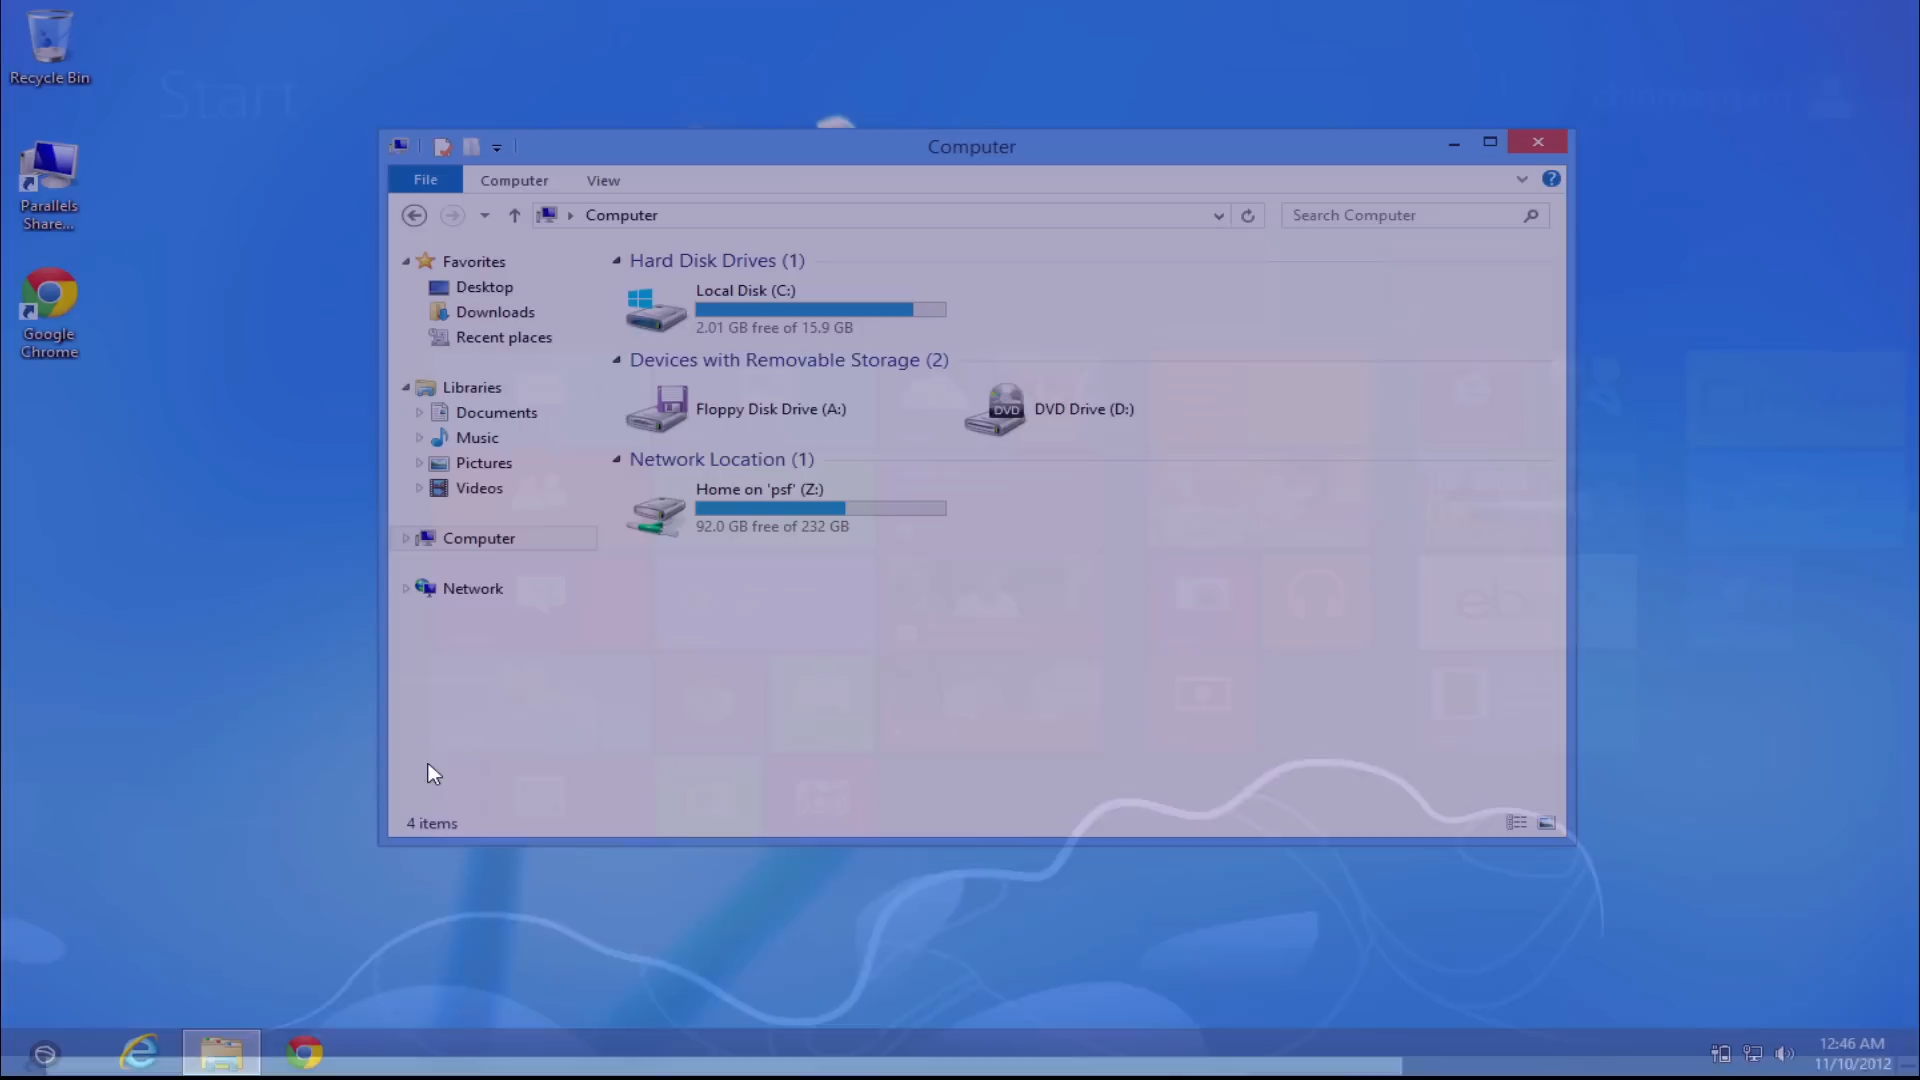 Recycle Bin
Start
Parallels
Share...
Google
Chrome
Computer
File
Computer
View
Computer
Search Computer
Favorites
Desktop
Downloads
Recent places
Libraries
Documents
Music
Pictures
Videos
Computer
Network
Hard Disk Drives (1)
Local Disk (C:)
2.01 GB free of 15.9 GB
Devices with Removable Storage (2)
Floppy Disk Drive (A:)
DVD
DVD Drive (D:)
Network Location (1)
Home on 'psf' (Z:)
92.0 GB free of 232 GB
4 items
12:46 AM
11/10/2012